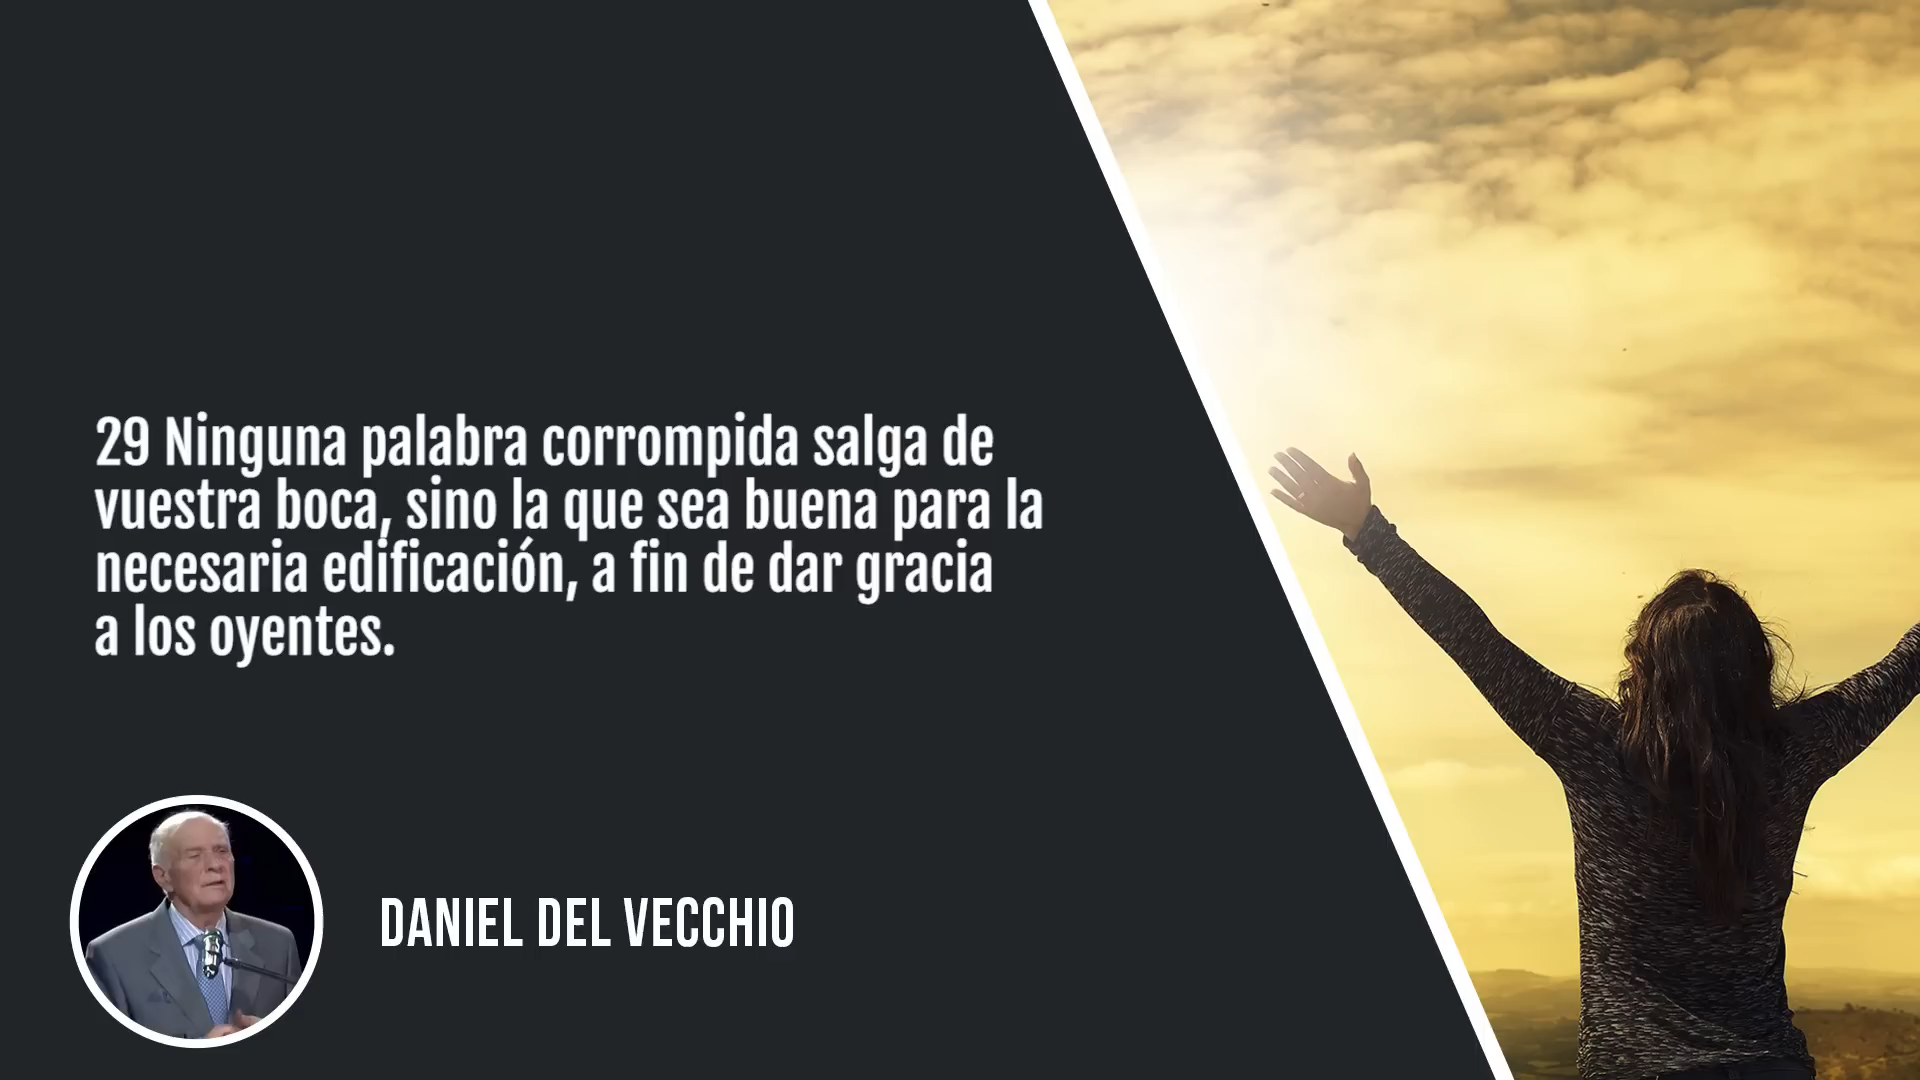 29 Ninguna palabra corrompida salga de
vuestra boca, sino la que sea buena para la
necesaria edificación, a fin de dar gracia
a los oyentes.
DANIEL DEL VECCHIO